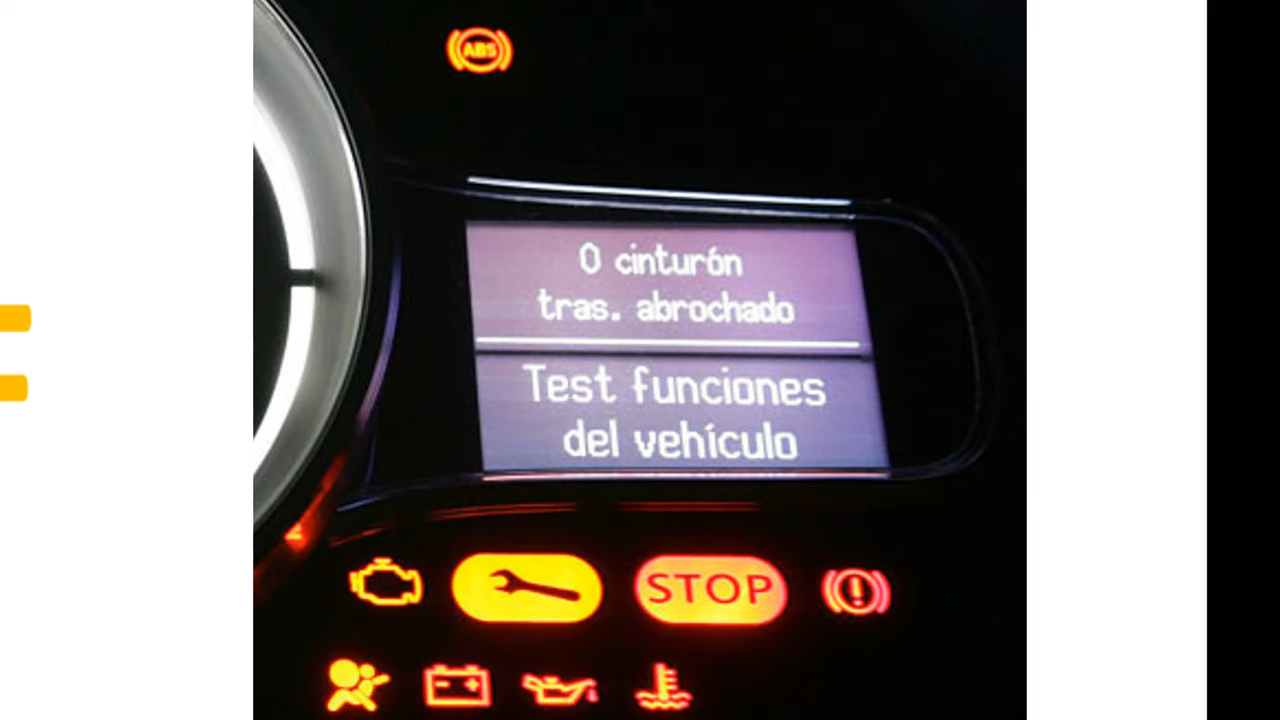 ABS
0 cinturón
tras. abrochado
Test funciones
del vehículo
STOP